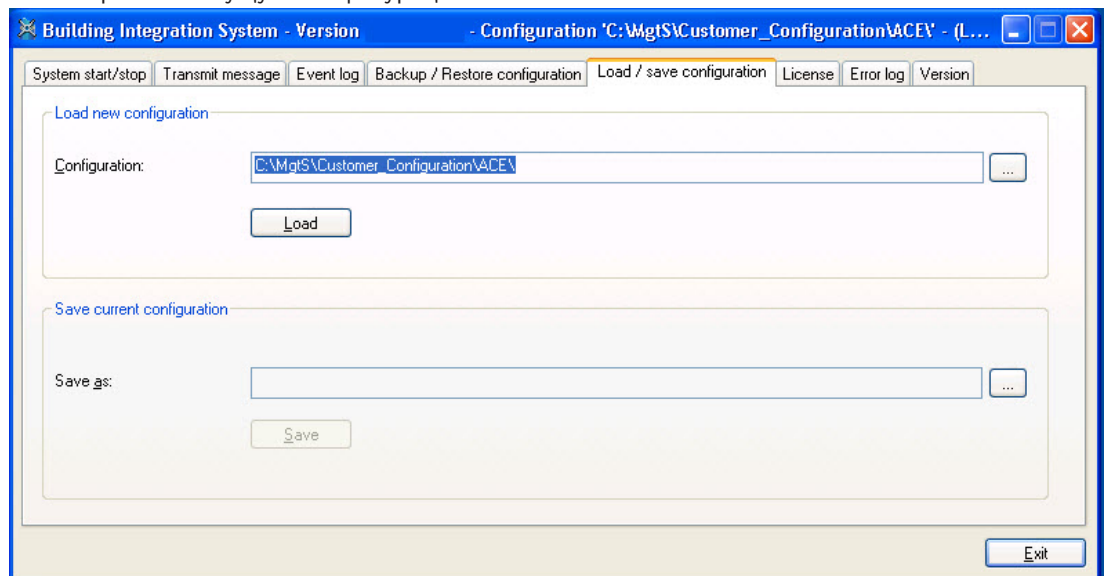 Building Integration System - Version - Configuration 'C:\MgtS\Customer_Configuration\ACE\' - (L...
System start/stop Transmit message Event log Backup / Restore configuration Load / save configuration License Error log Version
Load new configuration
Configuration: C:\MgtS\Customer_Configuration\ACE\ ...
Load
Save current configuration
Save as: ...
Save
Exit